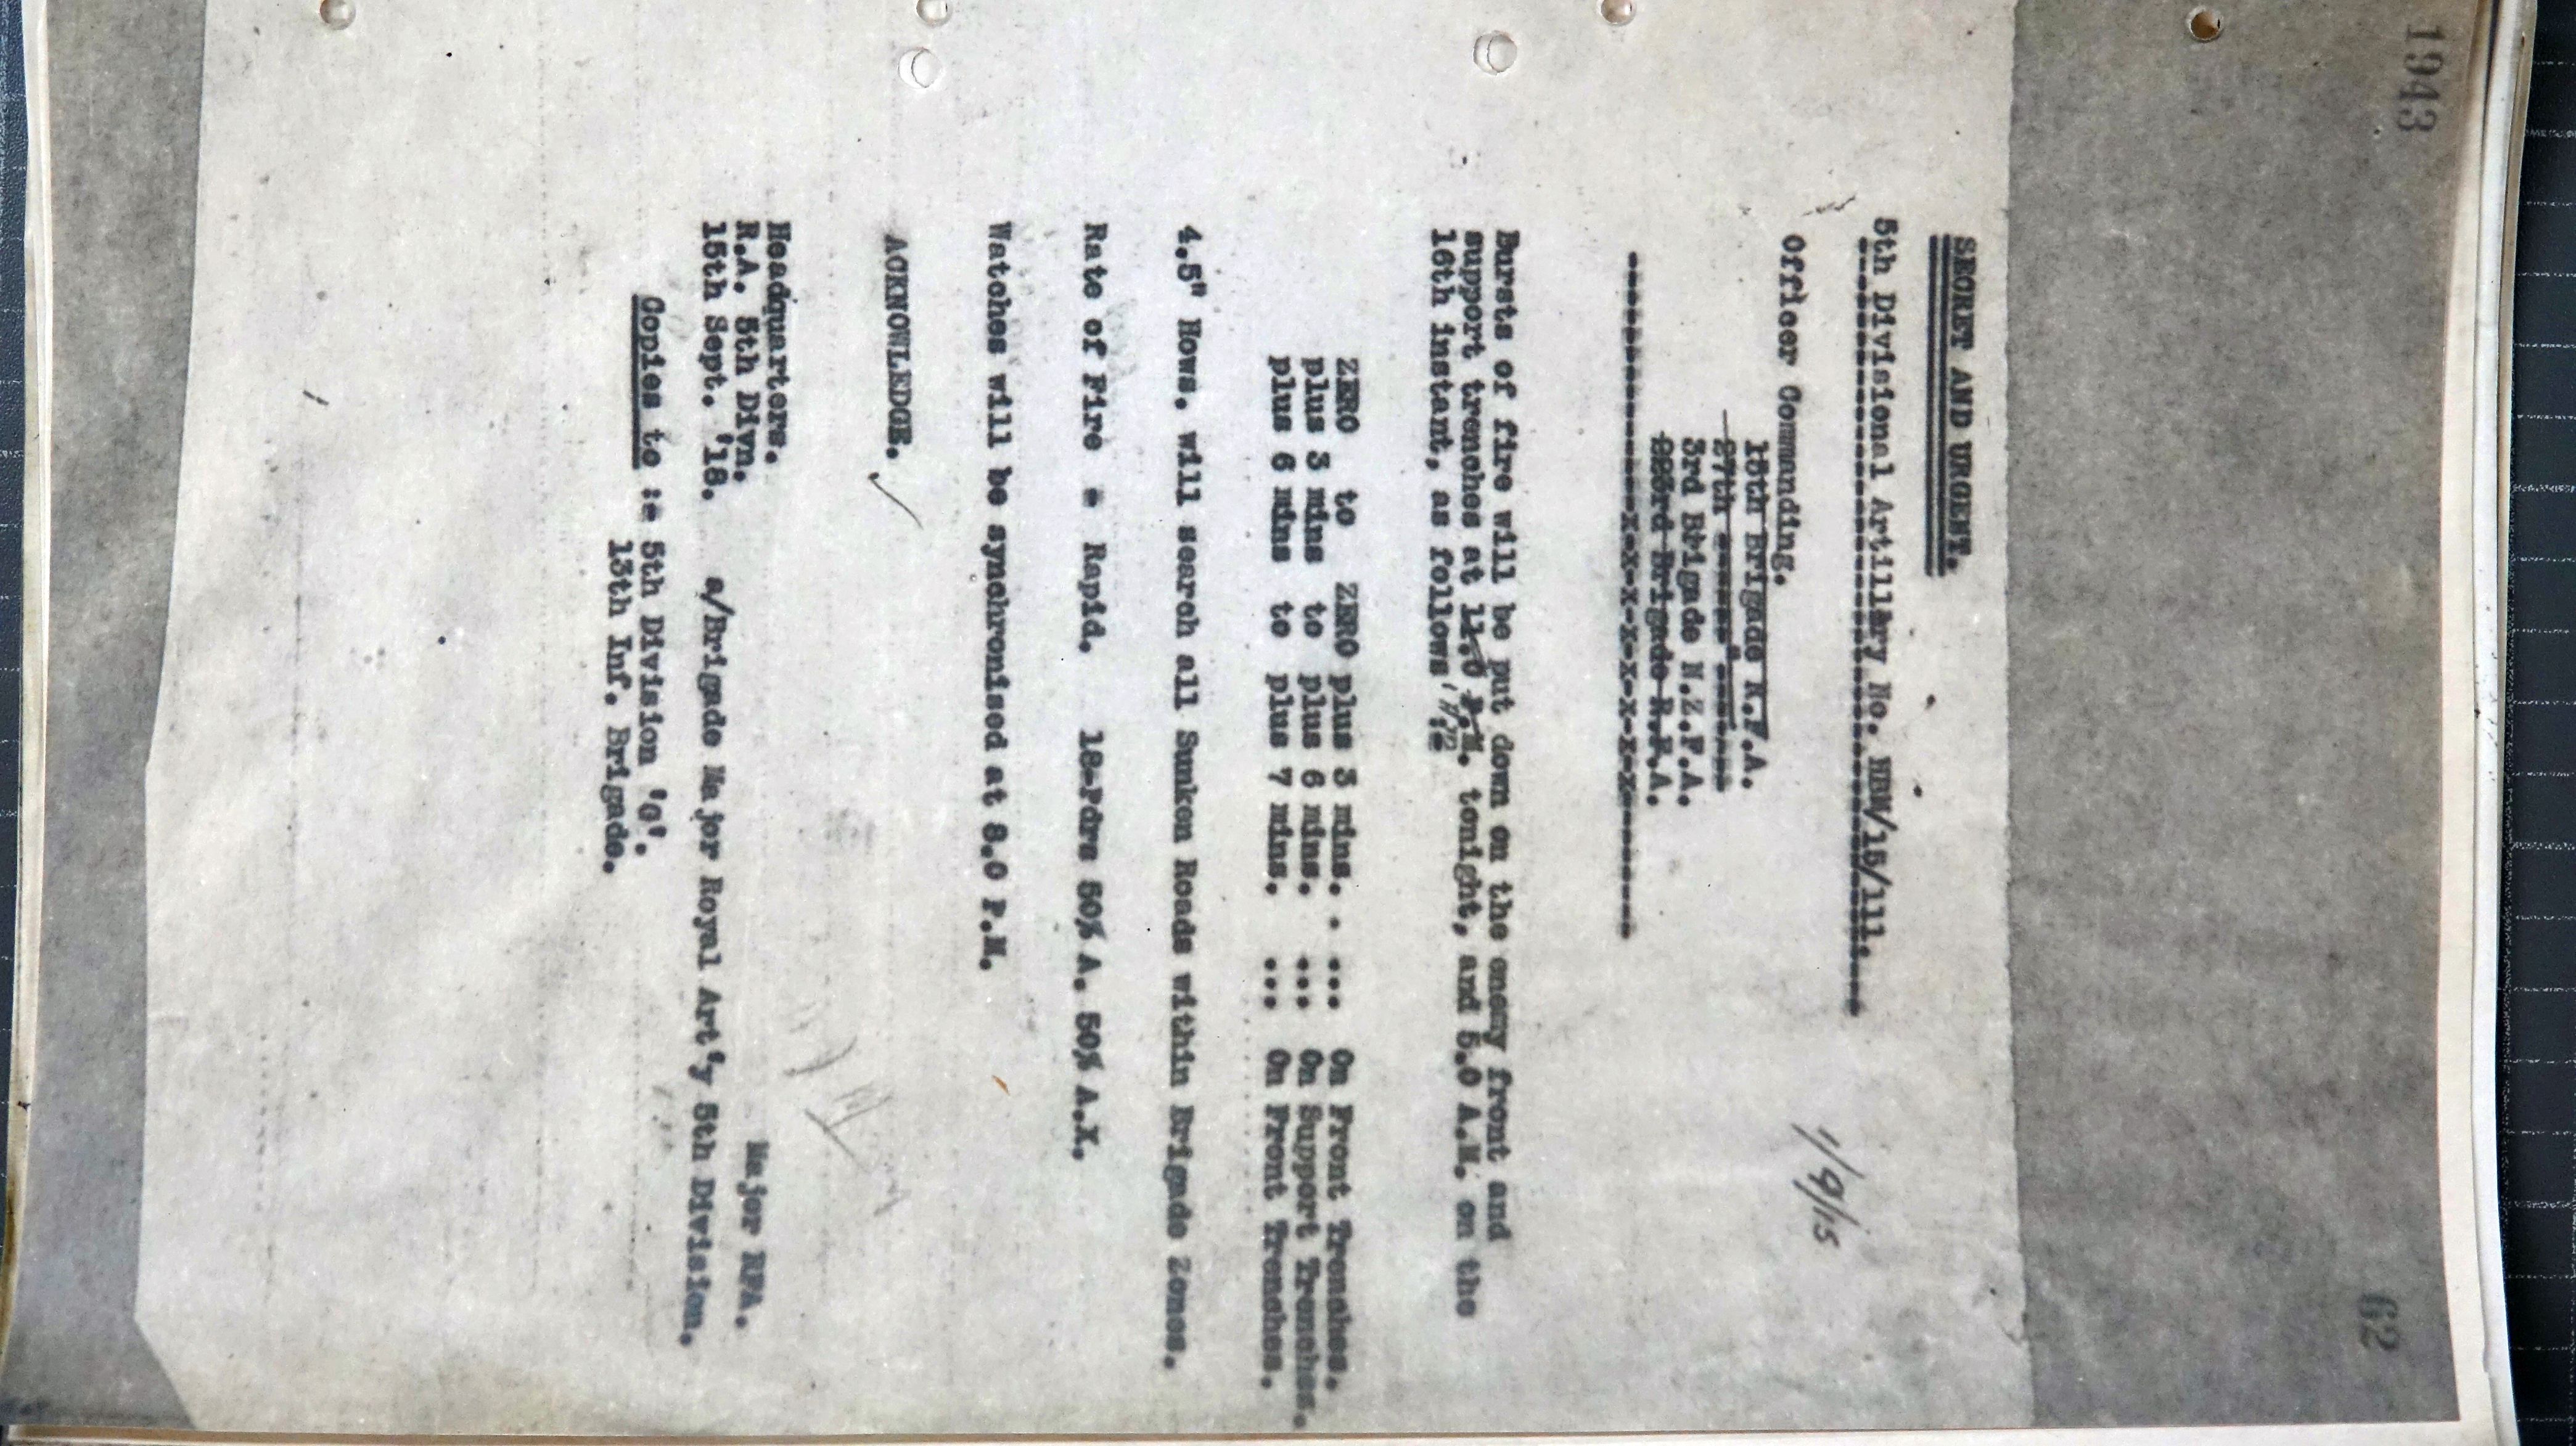 1943
62
SECRET AND URGENT.
5th Divisional Artillery No. HBM/15/111.
1/9/15
Officer Commanding.
15th Brigade R.F.A.
27th ----- " -----
3rd Brigade N.Z.F.A.
223rd Brigade R.F.A.
-----------------X-X-X-X-X-X-X-X-----------
Bursts of fire will be put down on the enemy front and
support trenches at 11.0 P.M. tonight, and 5.0 A.M. on the
16th instant, as follows :-
ZERO to ZERO plus 3 mins. . ... On Front Trenches.
plus 3 mins to plus 6 mins. ... On Support Trenches.
plus 6 mins to plus 7 mins. ... On Front Trenches.
4.5" Hows. will search all Sunken Roads within Brigade Zones.
Rate of Fire = Rapid. 18-Pdrs 50% A. 50% A.X.
Watches will be synchronised at 8.0 P.M.
ACKNOWLEDGE.
Headquarters.
R.A. 5th Divn. Major RFA.
15th Sept. '18. a/Brigade Major Royal Art'y 5th Division.
Copies to :- 5th Division 'G'.
13th Inf. Brigade.